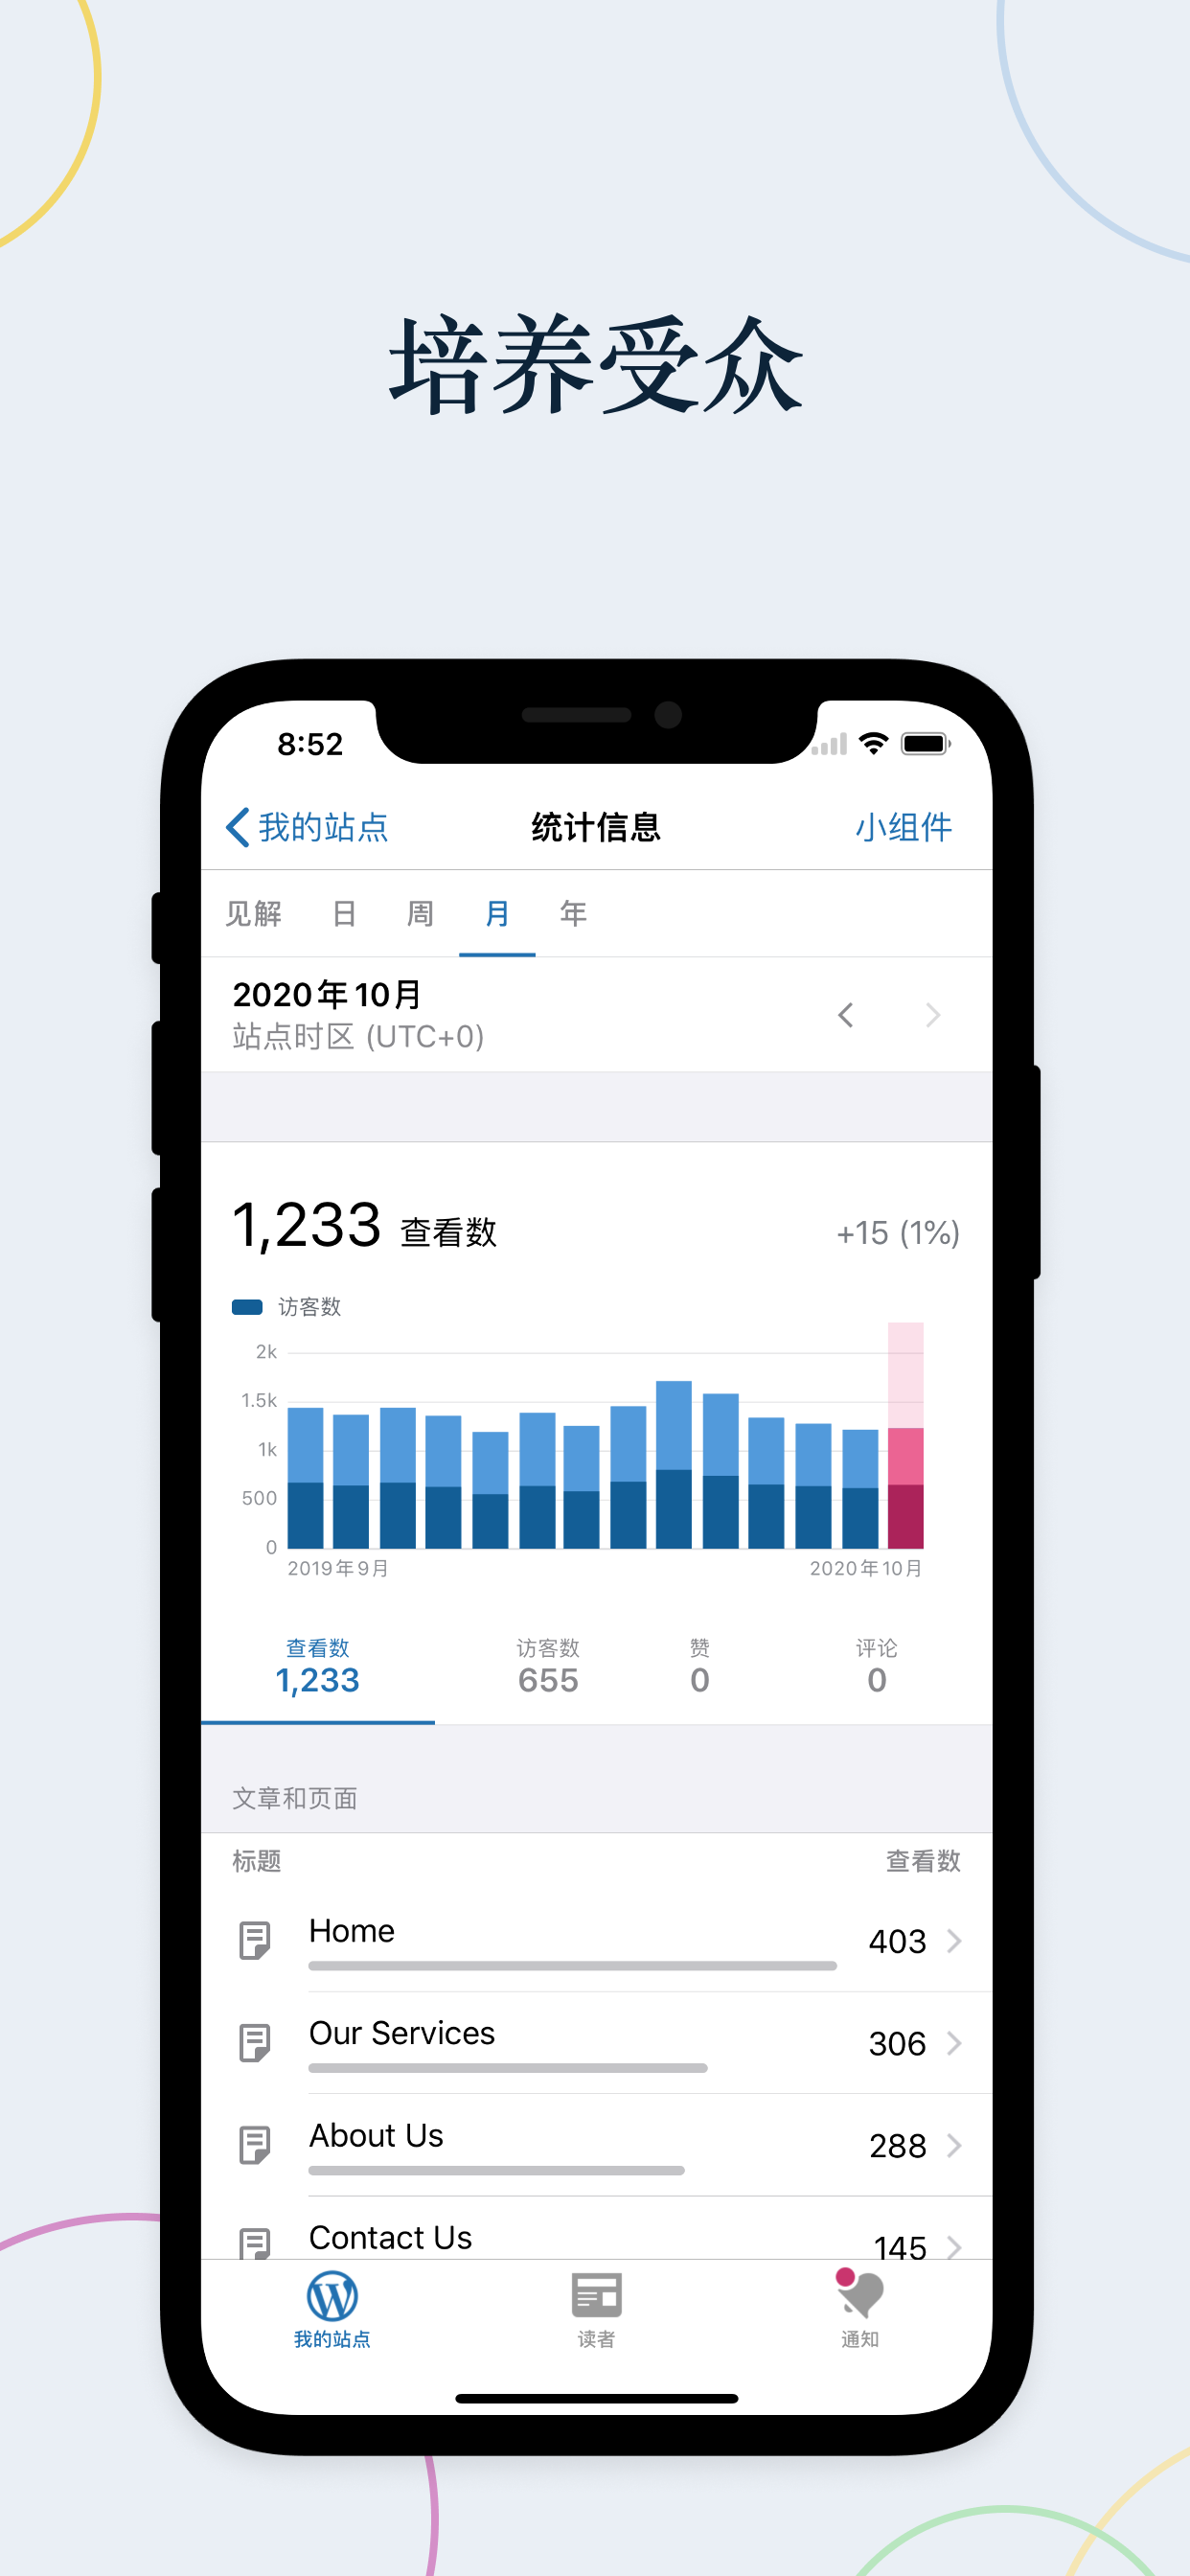 培养受众
8:52
我的站点 统计信息 小组件
见解 日 周 月 年
2020年10月
站点时区 (UTC+0)
1,233 查看数 +15 (1%)
访客数
2k
1.5k
1k
500
0
2019年9月 2020年10月
查看数 访客数 赞 评论
1,233 655 0 0
文章和页面
标题 查看数
Home 403
Our Services 306
About Us 288
Contact Us 145
我的站点 读者 通知